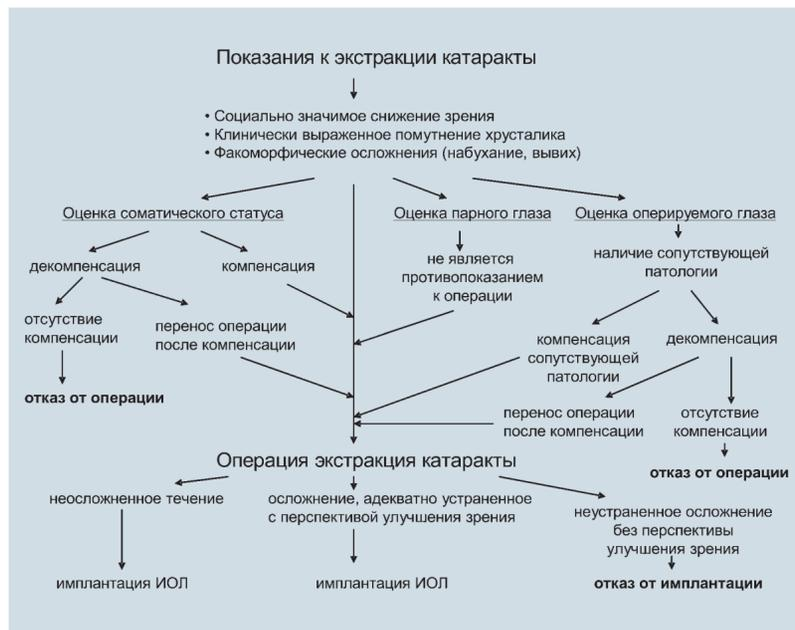 Показания к экстракции катаракты
• Социально значимое снижение зрения
• Клинически выраженное помутнение хрусталика
• Факоморфические осложнения (набухание, вывих)
Оценка соматического статуса
Оценка парного глаза
Оценка оперируемого глаза
декомпенсация
компенсация
не является
противопоказанием
к операции
наличие сопутствующей
патологии
отсутствие
компенсации
перенос операции
после компенсации
компенсация
сопутствующей
патологии
декомпенсация
отказ от операции
перенос операции
после компенсации
отсутствие
компенсации
отказ от операции
Операция экстракция катаракты
неосложненное течение
осложнение, адекватно устраненное
с перспективой улучшения зрения
неустраненное осложнение
без перспективы
улучшения зрения
имплантация ИОЛ
имплантация ИОЛ
отказ от имплантации